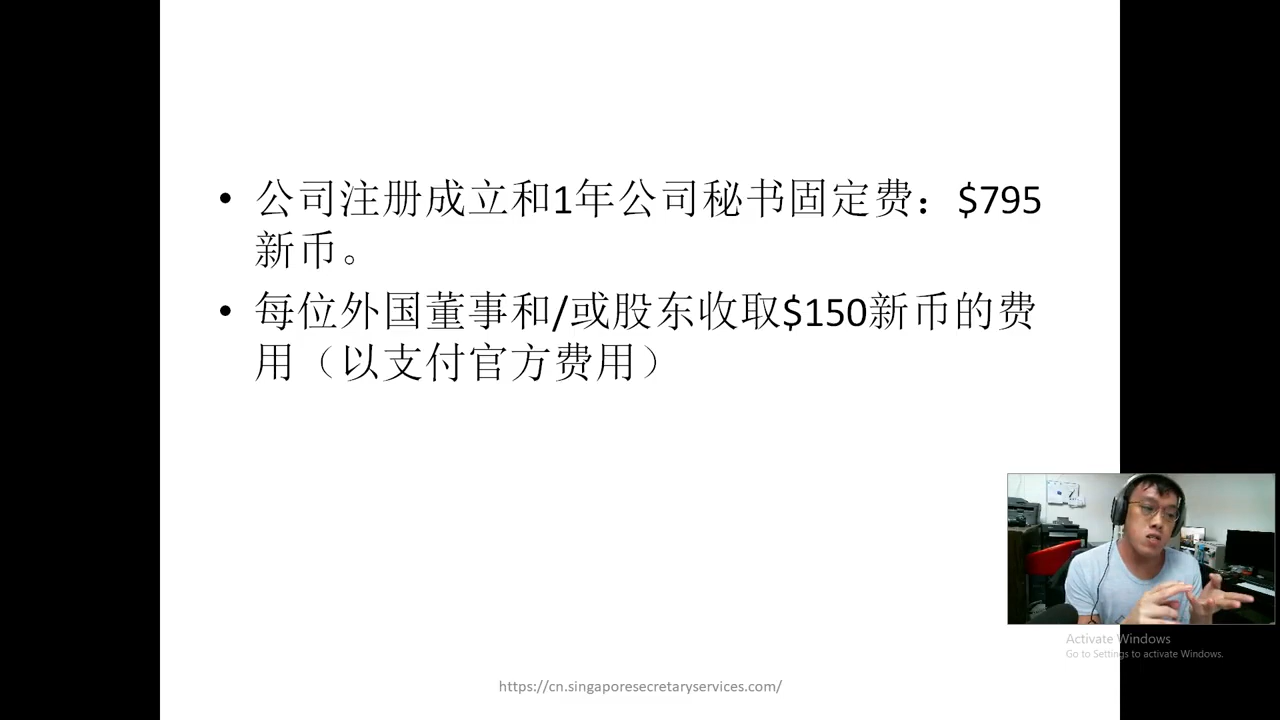 • 公司注册成立和1年公司秘书固定费：$795
新币。
• 每位外国董事和/或股东收取$150新币的费
用（以支付官方费用）
Activate Windows
Go to Settings to activate Windows.
https://cn.singaporesecretaryservices.com/